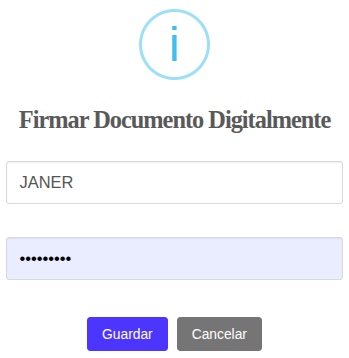 i
Firmar Documento Digitalmente
JANER
•••••••••
Guardar Cancelar